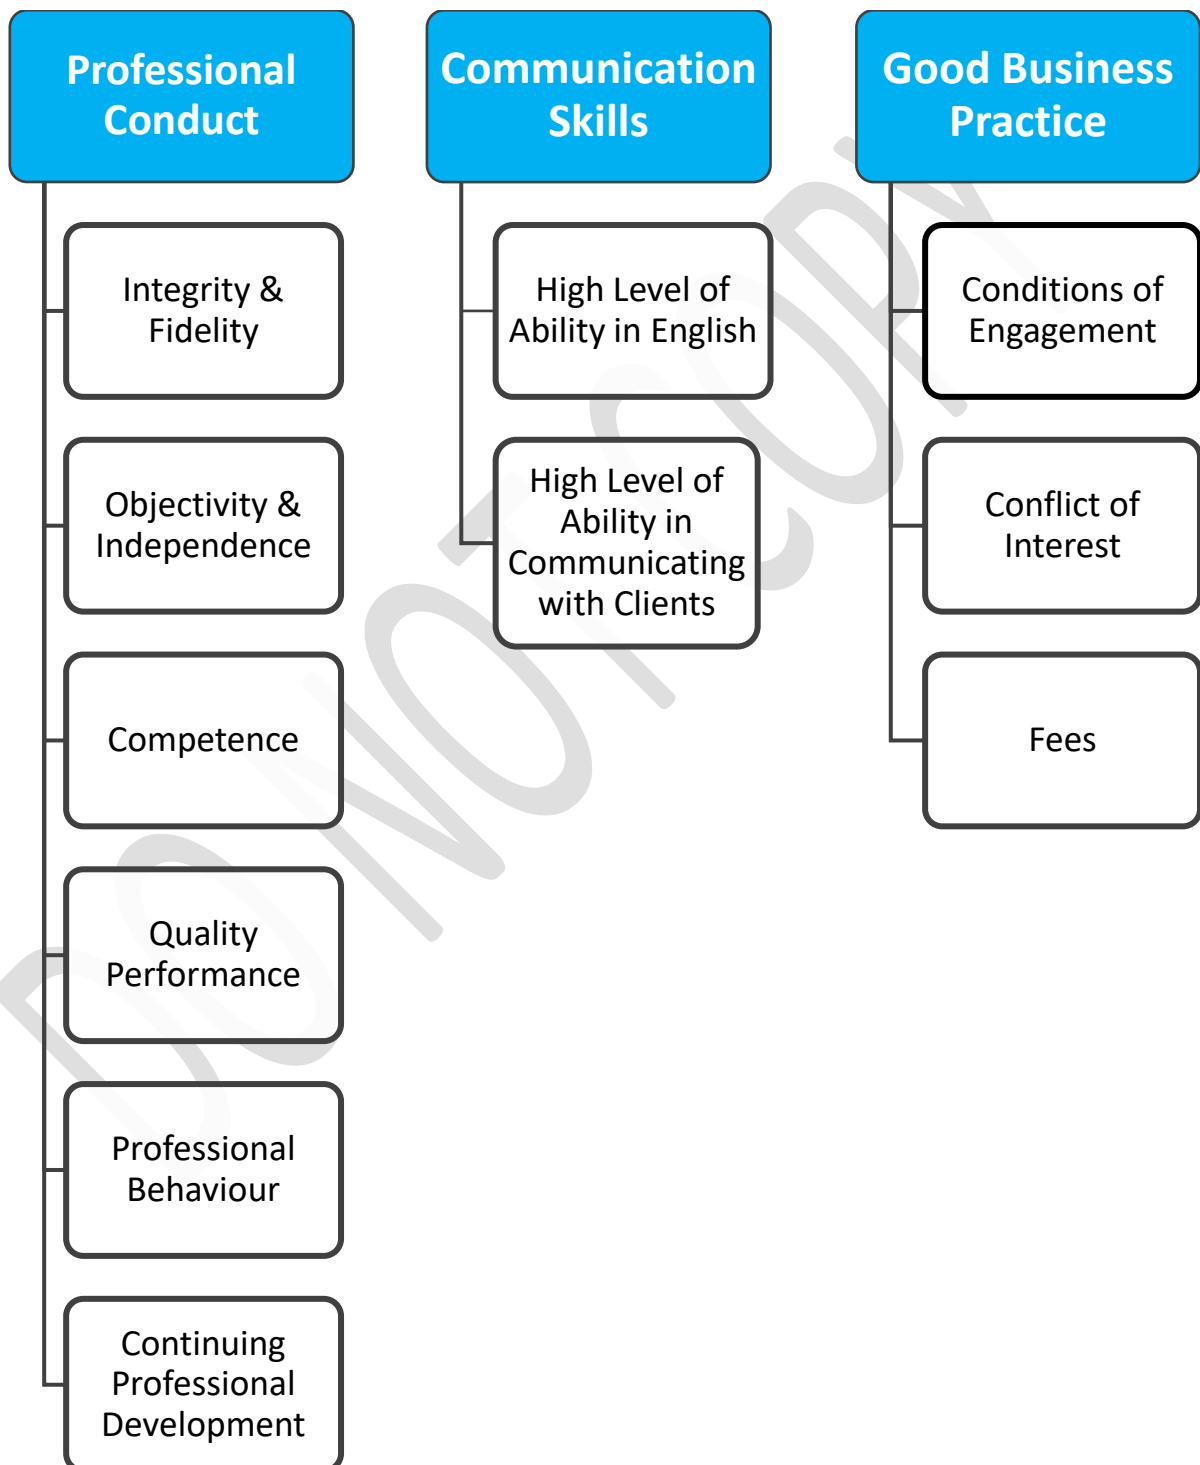 Professional
Conduct
Integrity &
Fidelity
Objectivity &
Independence
Competence
Quality
Performance
Professional
Behaviour
Continuing
Professional
Development
Communication
Skills
High Level of
Ability in English
High Level of
Ability in
Communicating
with Clients
Good Business
Practice
Conditions of
Engagement
Conflict of
Interest
Fees
DO NOT COPY